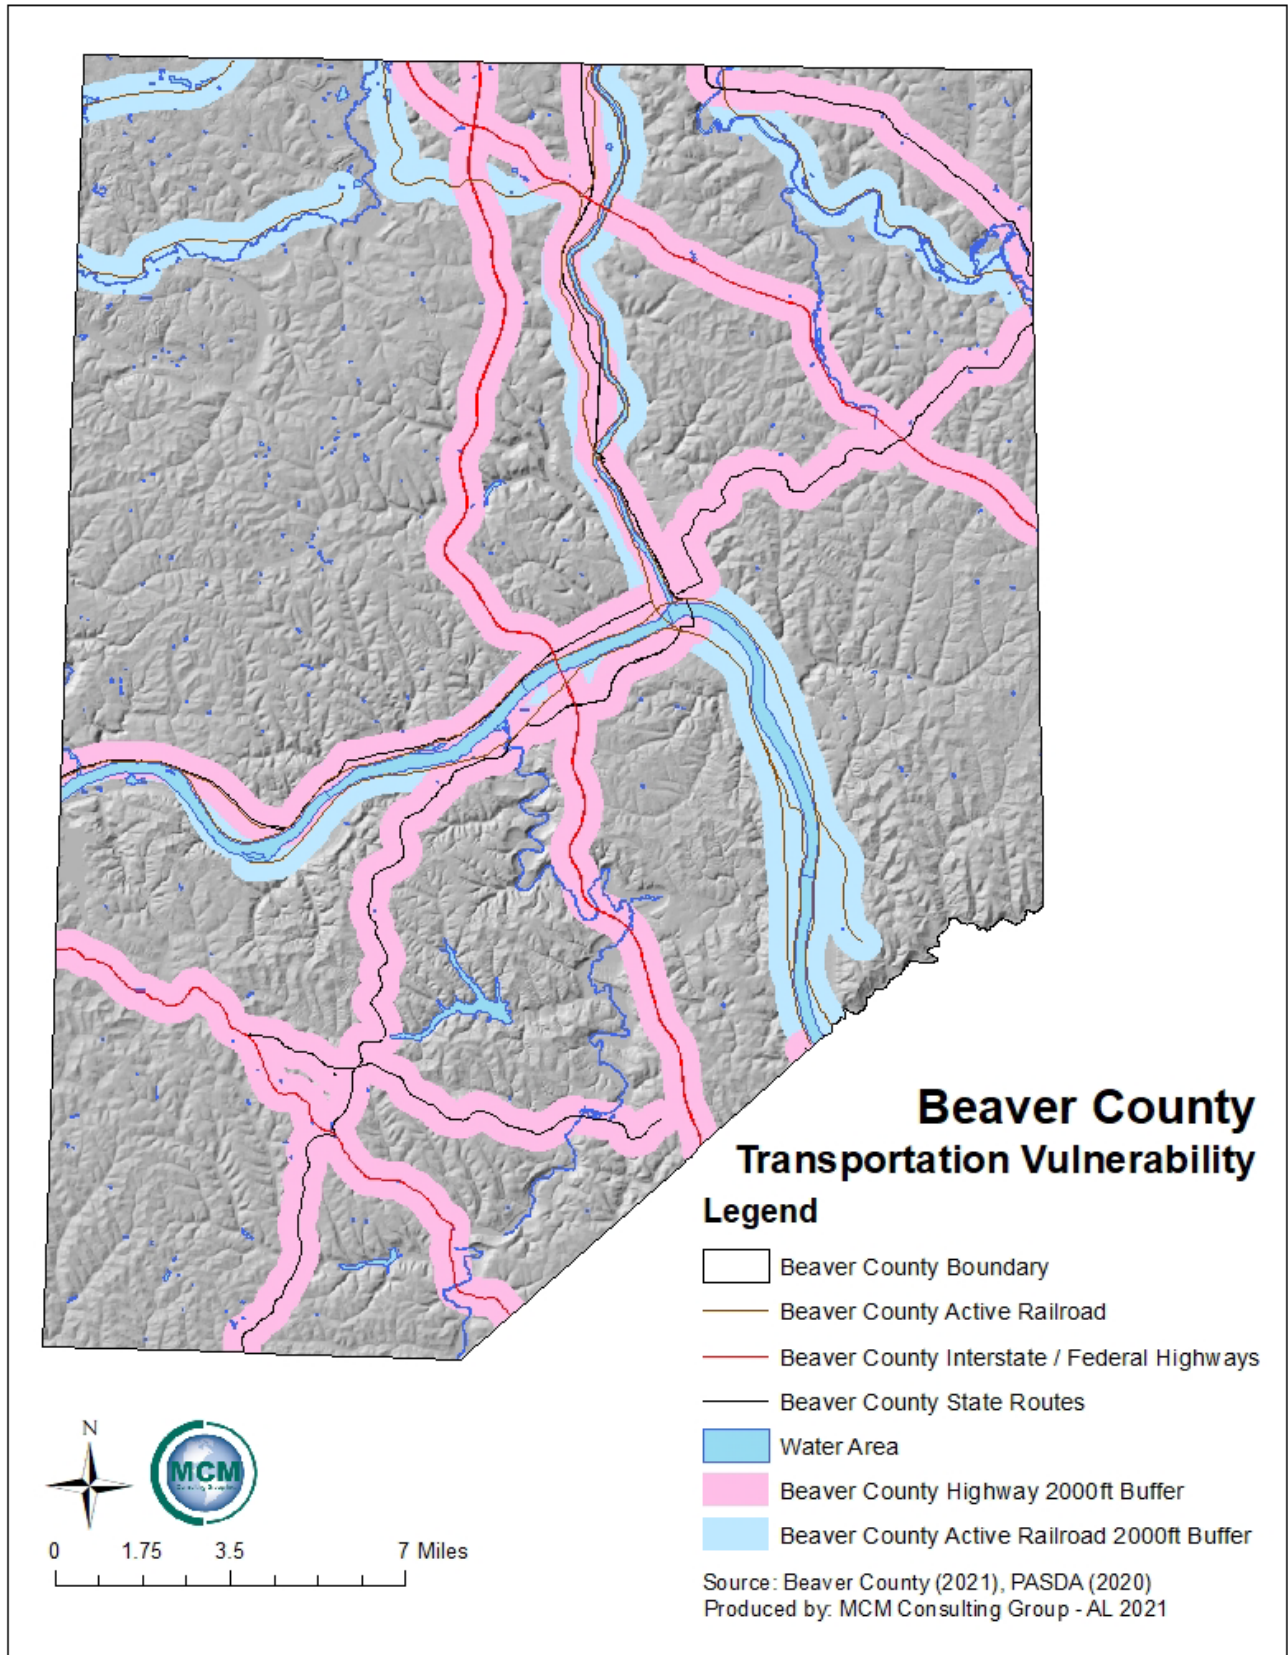 Beaver County
Transportation Vulnerability
Legend
Beaver County Boundary
Beaver County Active Railroad
Beaver County Interstate / Federal Highways
Beaver County State Routes
Water Area
Beaver County Highway 2000ft Buffer
Beaver County Active Railroad 2000ft Buffer
Source: Beaver County (2021), PASDA (2020)
Produced by: MCM Consulting Group - AL 2021
N
MCM
0 1.75 3.5 7 Miles